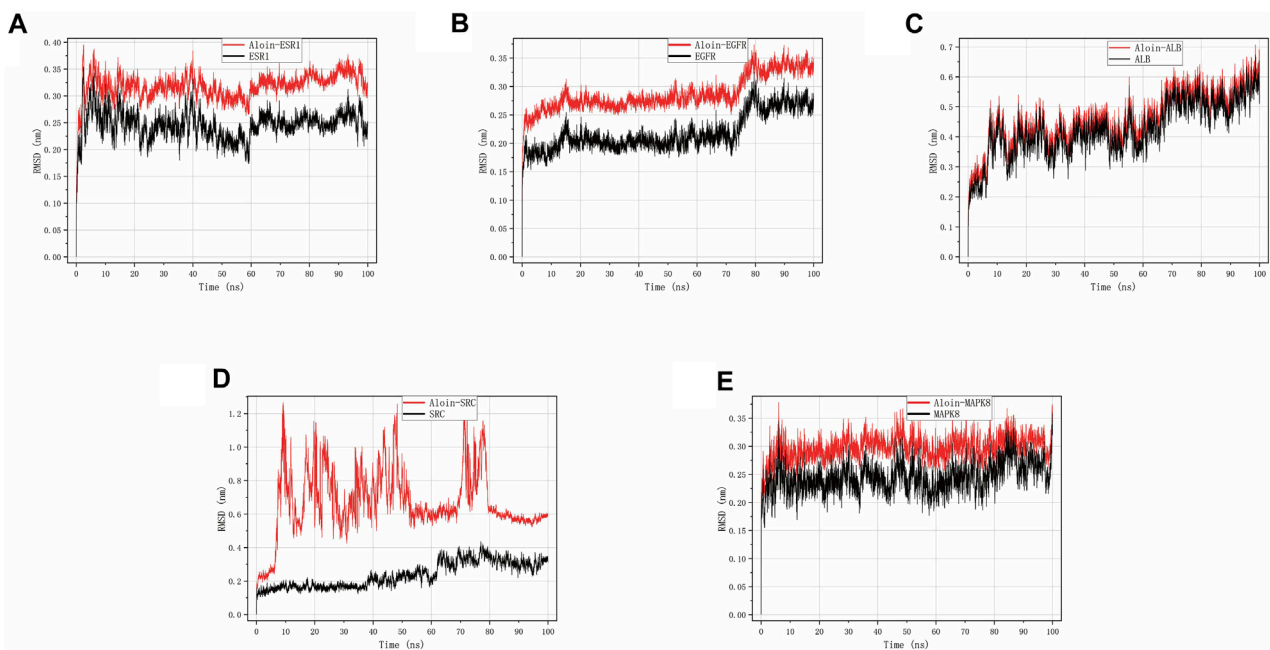 A
Aloin-ESR1
ESR1
0.40
0.35
0.30
0.25
0.20
0.15
0.10
0.05
0.00
RMSD (nm)
0 10 20 30 40 50 60 70 80 90 100
Time (ns)
B
Aloin-EGFR
EGFR
0.35
0.30
0.25
0.20
0.15
0.10
0.05
0.00
RMSD (nm)
0 10 20 30 40 50 60 70 80 90 100
Time (ns)
C
Aloin-ALB
ALB
0.7
0.6
0.5
0.4
0.3
0.2
0.1
0.0
RMSD (nm)
0 10 20 30 40 50 60 70 80 90 100
Time (ns)
D
Aloin-SRC
SRC
1.2
1.0
0.8
0.6
0.4
0.2
0.0
RMSD (nm)
0 10 20 30 40 50 60 70 80 90 100
Time (ns)
E
Aloin-MAPK8
MAPK8
0.35
0.30
0.25
0.20
0.15
0.10
0.05
0.00
RMSD (nm)
0 10 20 30 40 50 60 70 80 90 100
Time (ns)